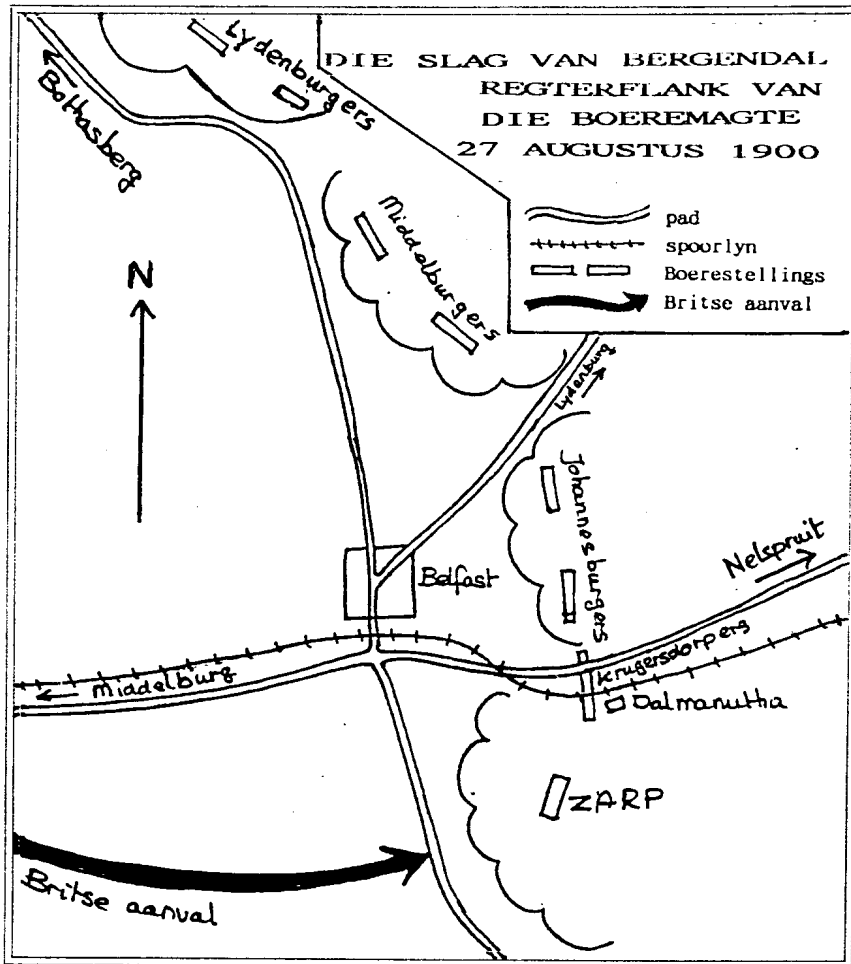 DIE SLAG VAN BERGENDAL
REGTERFLANK VAN
DIE BOEREMAGTE
27 AUGUSTUS 1900
pad
spoorlyn
Boerestellings
Britse aanval
Lydenburgers
Bothasberg
Middelburgers
N
Lydenburg
Johannesburgers
Belfast
Nelspruit
Krugersdorpers
Middelburg
Dalmanutha
ZARP
Britse aanval